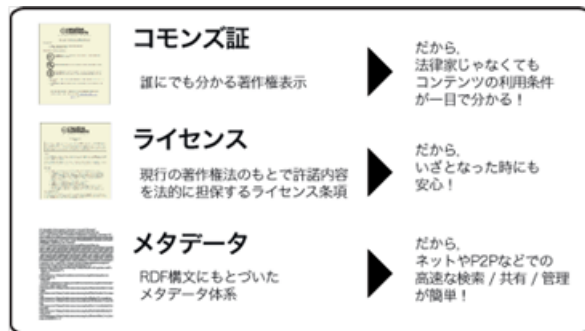 コモンズ証
誰にでも分かる著作権表示
だから,
法律家じゃなくても
コンテンツの利用条件
が一目で分かる！
ライセンス
現行の著作権法のもとで許諾内容
を法的に担保するライセンス条項
だから,
いざとなった時にも
安心！
メタデータ
RDF構文にもとづいた
メタデータ体系
だから,
ネットやP2Pなどでの
高速な検索 / 共有 / 管理
が簡単！